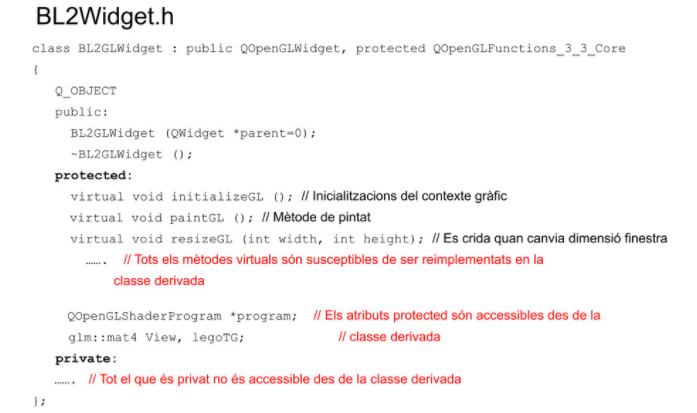 BL2Widget.h
class BL2GLWidget : public QOpenGLWidget, protected QOpenGLFunctions_3_3_Core
{
Q_OBJECT
public:
BL2GLWidget (QWidget *parent=0);
~BL2GLWidget ();
protected:
virtual void initializeGL (); // Inicialitzacions del contexte gràfic
virtual void paintGL (); // Mètode de pintat
virtual void resizeGL (int width, int height); // Es crida quan canvia dimensió finestra
....... // Tots els mètodes virtuals són susceptibles de ser reimplementats en la
classe derivada
QOpenGLShaderProgram *program; // Els atributs protected són accessibles des de la
glm::mat4 View, legoTG; // classe derivada
private:
....... // Tot el que és privat no és accessible des de la classe derivada
};